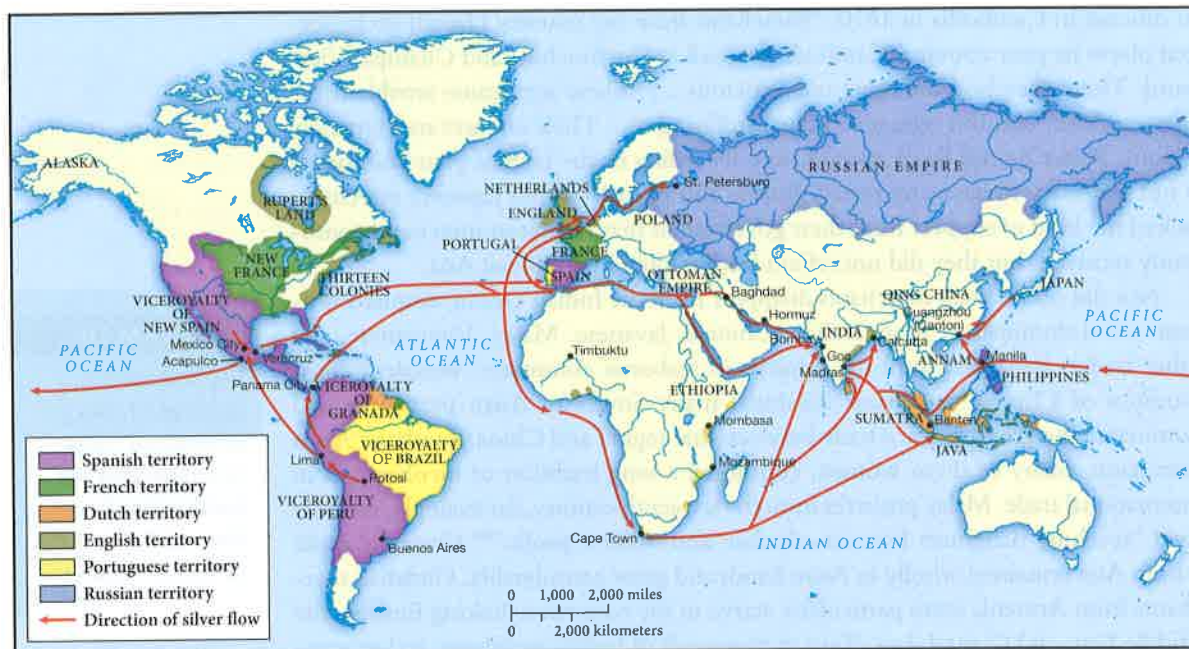 ALASKA
RUPERT'S
LAND
NEW
FRANCE
THIRTEEN
COLONIES
VICEROYALTY
OF
NEW SPAIN
Mexico City
Acapulco
Veracruz
PACIFIC
OCEAN
ATLANTIC
OCEAN
Panama City
VICEROYALTY
OF
GRANADA
VICEROYALTY
OF BRAZIL
Lima
Potosí
VICEROYALTY
OF PERU
Buenos Aires
NETHERLANDS
ENGLAND
St. Petersburg
POLAND
FRANCE
PORTUGAL
SPAIN
RUSSIAN EMPIRE
OTTOMAN
EMPIRE
Baghdad
Hormuz
Timbuktu
ETHIOPIA
Mombasa
Mozambique
Cape Town
INDIAN OCEAN
INDIA
Bombay
Goa
Madras
Calcutta
QING CHINA
Guangzhou
(Canton)
JAPAN
ANNAM
Manila
PHILIPPINES
SUMATRA
Banten
JAVA
PACIFIC
OCEAN
Spanish territory
French territory
Dutch territory
English territory
Portuguese territory
Russian territory
Direction of silver flow
0 1,000 2,000 miles
0 2,000 kilometers